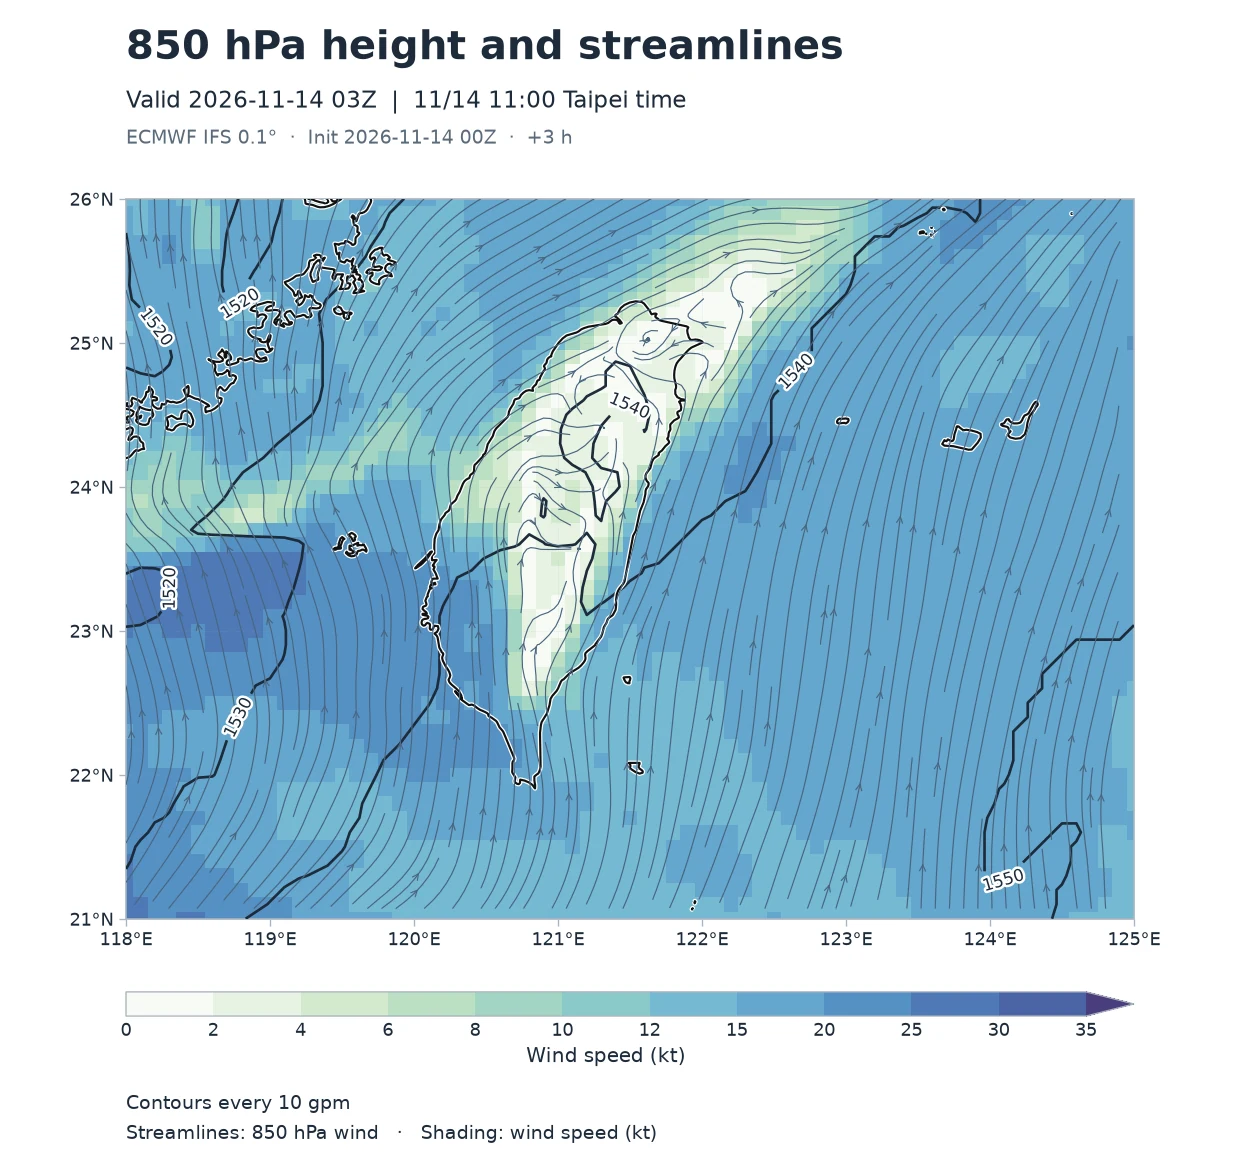 850 hPa height and streamlines
Valid 2026-11-14 03Z | 11/14 11:00 Taipei time
ECMWF IFS 0.1° · Init 2026-11-14 00Z · +3 h
26°N
1520
1520
25°N
1540
1540
24°N
1520
23°N
1530
22°N
1550
21°N
118°E 119°E 120°E 121°E 122°E 123°E 124°E 125°E
0 2 4 6 8 10 12 15 20 25 30 35
Wind speed (kt)
Contours every 10 gpm
Streamlines: 850 hPa wind · Shading: wind speed (kt)